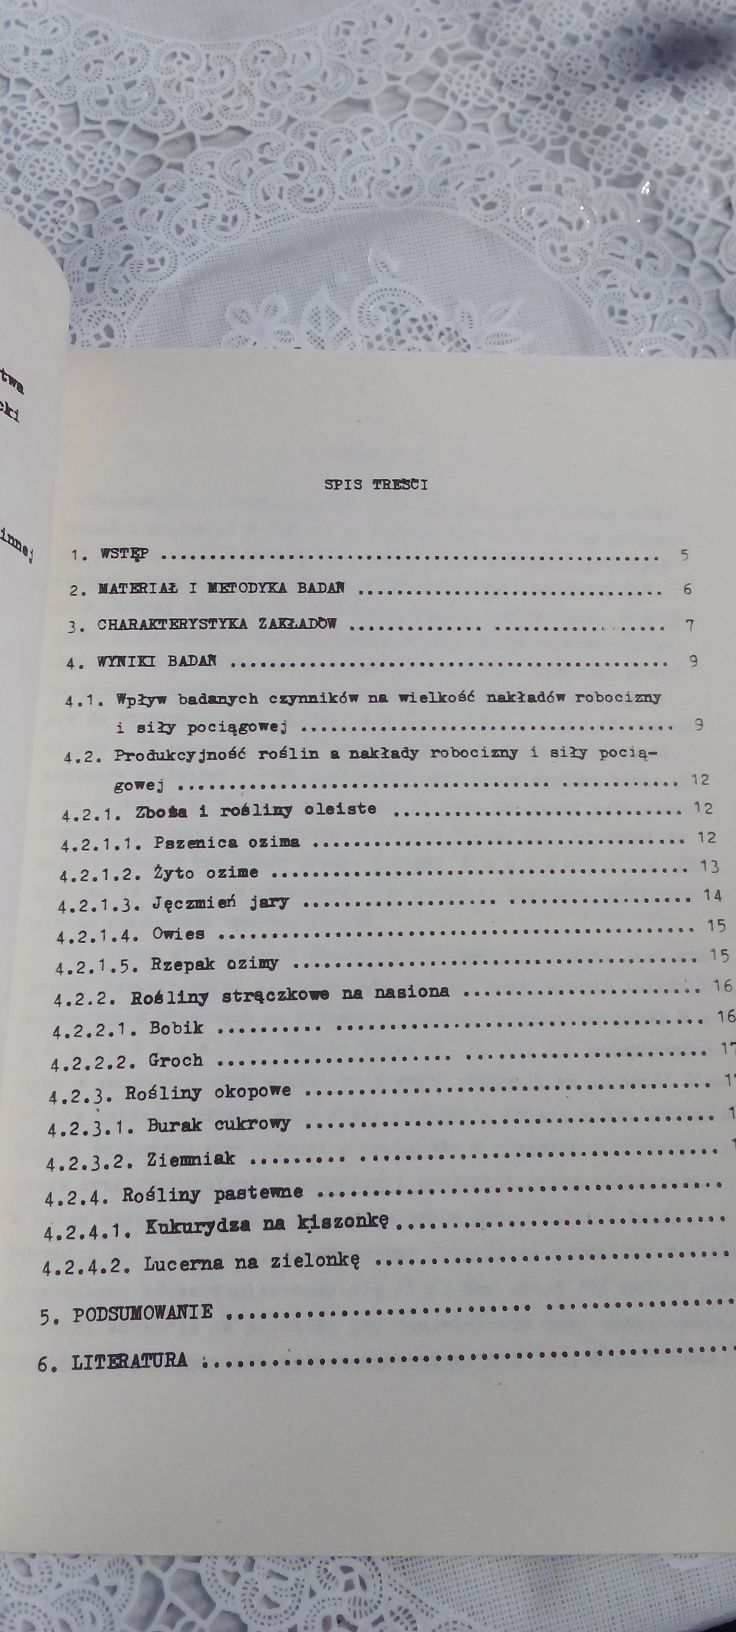 twa
cki
innej
SPIS TREŚCI
1. WSTĘP ........................................................ 5
2. MATERIAŁ I METODYKA BADAŃ ................................ 6
3. CHARAKTERYSTYKA ZAKŁADÓW ................................ 7
4. WYNIKI BADAŃ ............................................. 9
4.1. Wpływ badanych czynników na wielkość nakładów robocizny
i siły pociągowej ........................................ 9
4.2. Produkcyjność roślin a nakłady robocizny i siły pocią-
gowej .................................................... 12
4.2.1. Zboża i rośliny oleiste .............................. 12
4.2.1.1. Pszenica ozima ..................................... 12
4.2.1.2. Żyto ozime ......................................... 13
4.2.1.3. Jęczmień jary ...................................... 14
4.2.1.4. Owies .............................................. 15
4.2.1.5. Rzepak ozimy ....................................... 15
4.2.2. Rośliny strączkowe na nasiona ........................ 16
4.2.2.1. Bobik .............................................. 16
4.2.2.2. Groch .............................................. 17
4.2.3. Rośliny okopowe ...................................... 1
4.2.3.1. Burak cukrowy ...................................... 1
4.2.3.2. Ziemniak ...........................................
4.2.4. Rośliny pastewne .....................................
4.2.4.1. Kukurydza na kiszonkę ..............................
4.2.4.2. Lucerna na zielonkę ................................
5. PODSUMOWANIE .............................................
6. LITERATURA ...............................................